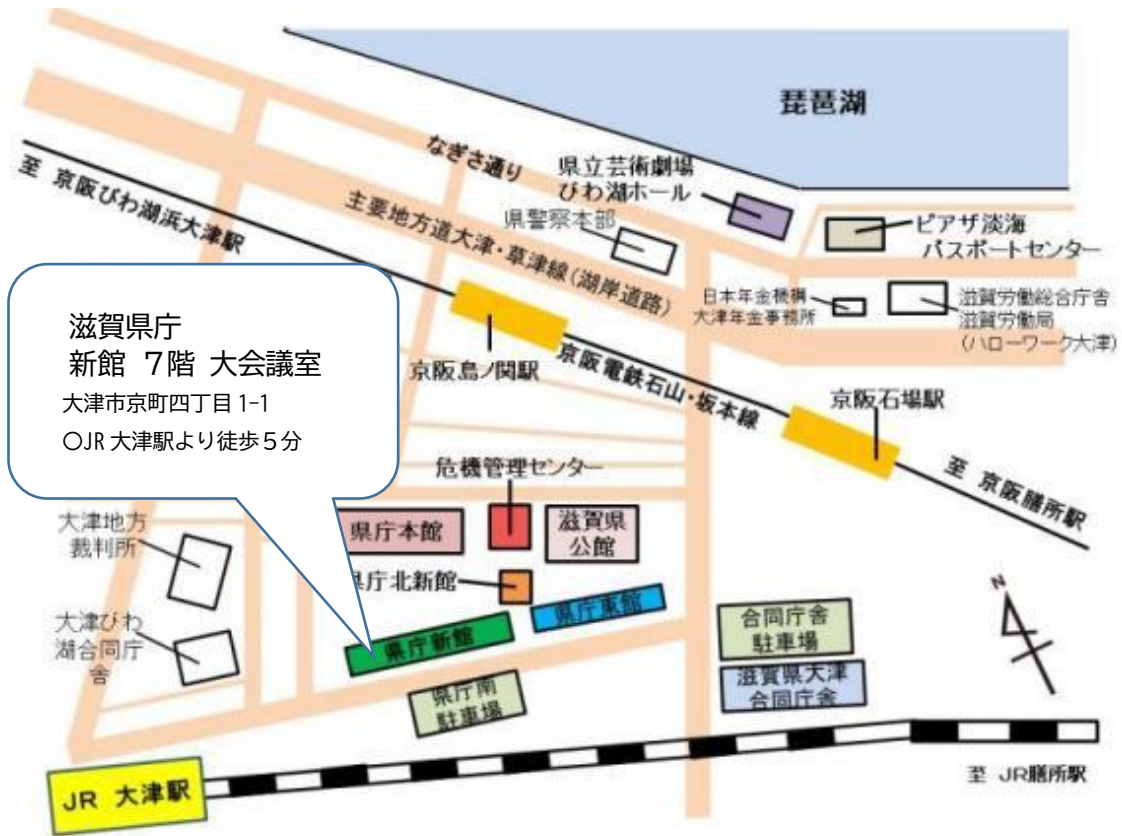 琵琶湖
なぎさ通り
県立芸術劇場
びわ湖ホール
至 京阪びわ湖浜大津駅
主要地方道大津・草津線(湖岸道路)
県警察本部
ピアザ淡海
パスポートセンター
日本年金機構
大津年金事務所
滋賀労働総合庁舎
滋賀労働局
(ハローワーク大津)
滋賀県庁
新館 7階 大会議室
大津市京町四丁目1-1
〇JR大津駅より徒歩5分
京阪島ノ関駅
京阪電鉄石山・坂本線
京阪石場駅
至 京阪膳所駅
危機管理センター
大津地方
裁判所
県庁本館
滋賀県
公館
県庁北新館
県庁東館
県庁新館
大津びわ
湖合同庁
舎
合同庁舎
駐車場
滋賀県大津
合同庁舎
県庁南
駐車場
N
JR 大津駅
至 JR膳所駅